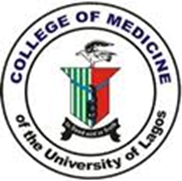 COLLEGE OF MEDICINE
of the University of Lagos